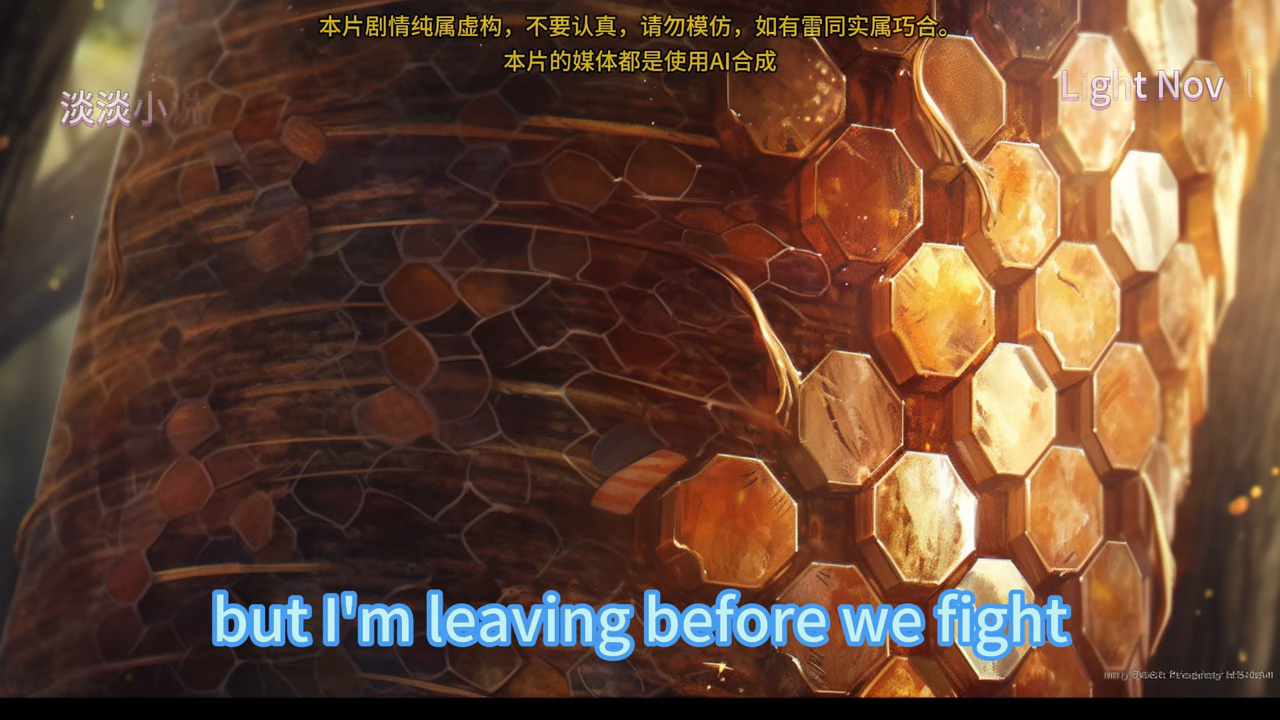 本片剧情纯属虚构，不要认真，请勿模仿，如有雷同实属巧合。
本片的媒体都是使用AI合成
淡淡小说
Light Novel
but I'm leaving before we fight